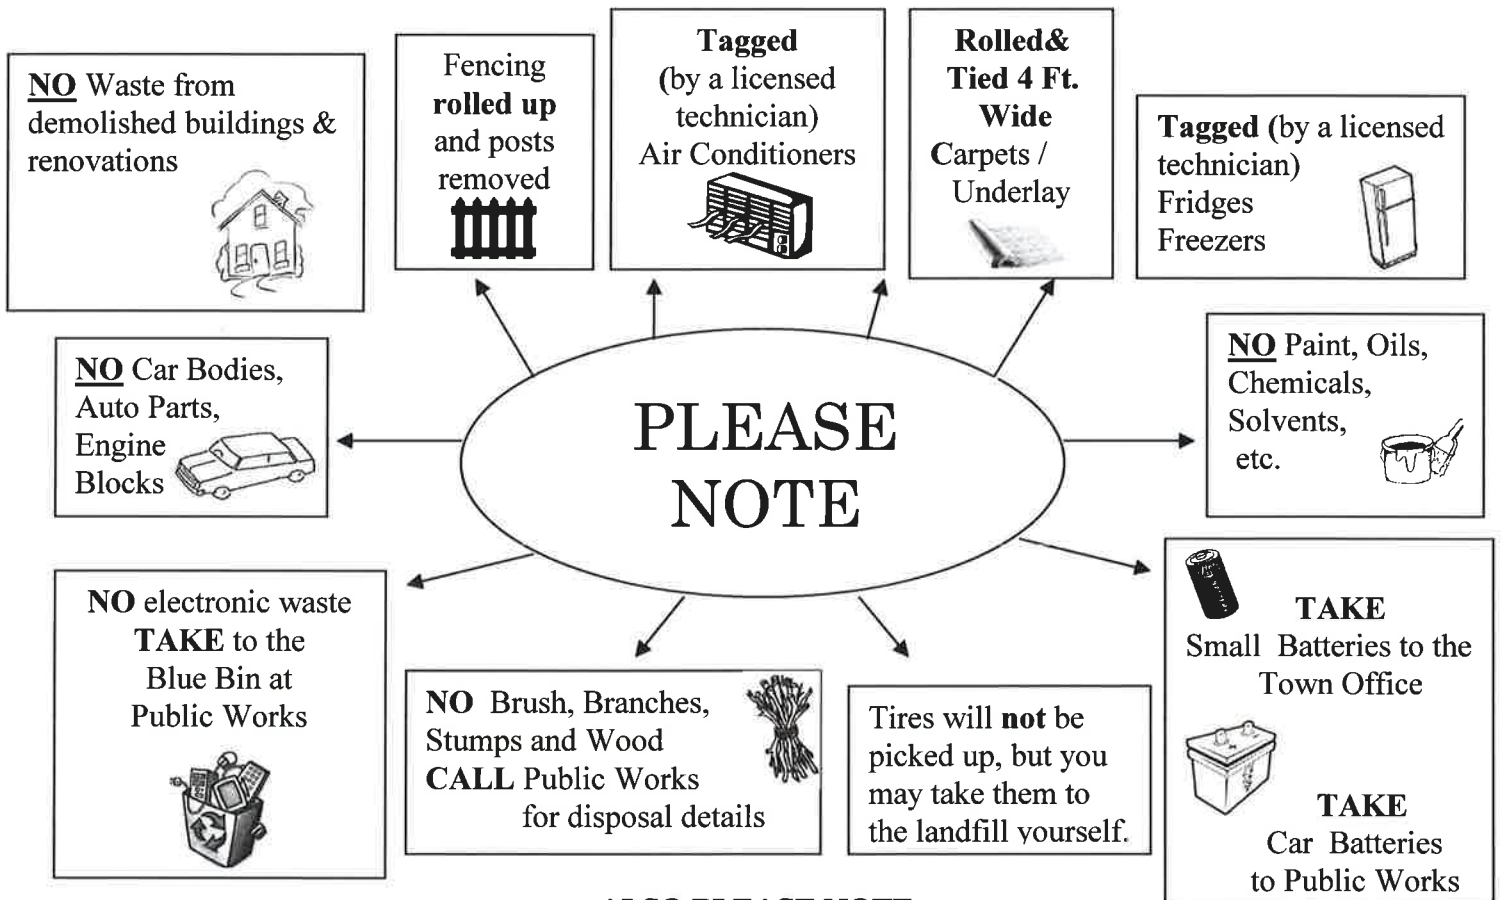 NO Waste from
demolished buildings &
renovations
Fencing
rolled up
and posts
removed
Tagged
(by a licensed
technician)
Air Conditioners
Rolled&
Tied 4 Ft.
Wide
Carpets /
Underlay
Tagged (by a licensed
technician)
Fridges
Freezers
NO Car Bodies,
Auto Parts,
Engine
Blocks
PLEASE
NOTE
NO Paint, Oils,
Chemicals,
Solvents,
etc.
NO electronic waste
TAKE to the
Blue Bin at
Public Works
NO Brush, Branches,
Stumps and Wood
CALL Public Works
for disposal details
Tires will not be
picked up, but you
may take them to
the landfill yourself.
TAKE
Small Batteries to the
Town Office
TAKE
Car Batteries
to Public Works
ALSO PLEASE NOTE